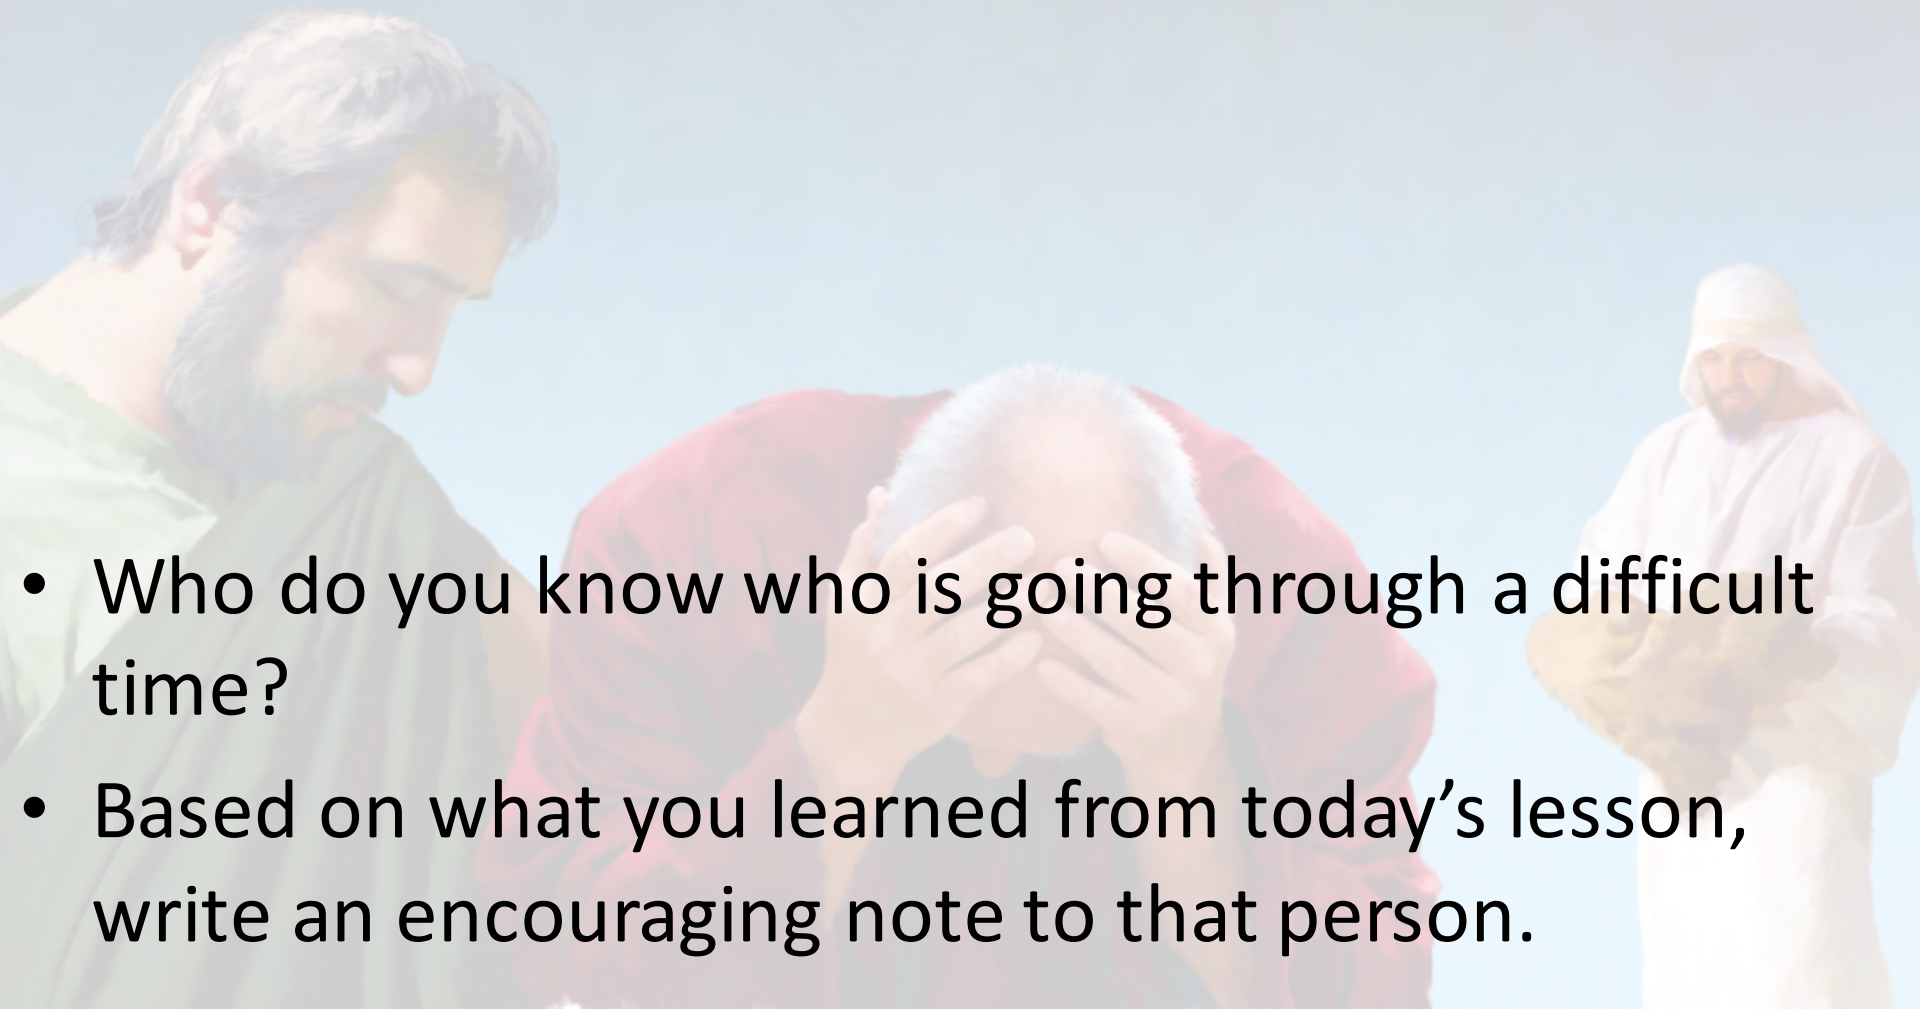 • Who do you know who is going through a difficult
time?
• Based on what you learned from today’s lesson,
write an encouraging note to that person.